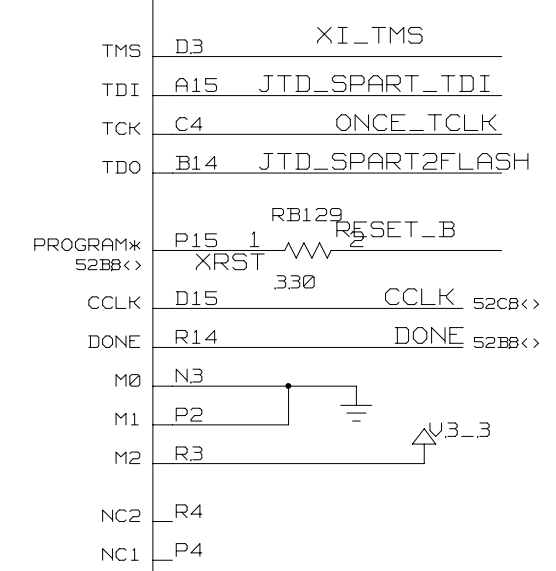 TMS D3 XI_TMS
TDI A15 JTD_SPART_TDI
TCK C4 ONCE_TCLK
TDO B14 JTD_SPART2FLASH
RB129
PROGRAM* P15 1 2 RESET_B
52B8<> XRST
330
CCLK D15 CCLK 52C8<>
DONE R14 DONE 52B8<>
M0 N3
M1 P2
V3_3
M2 R3
NC2 R4
NC1 P4